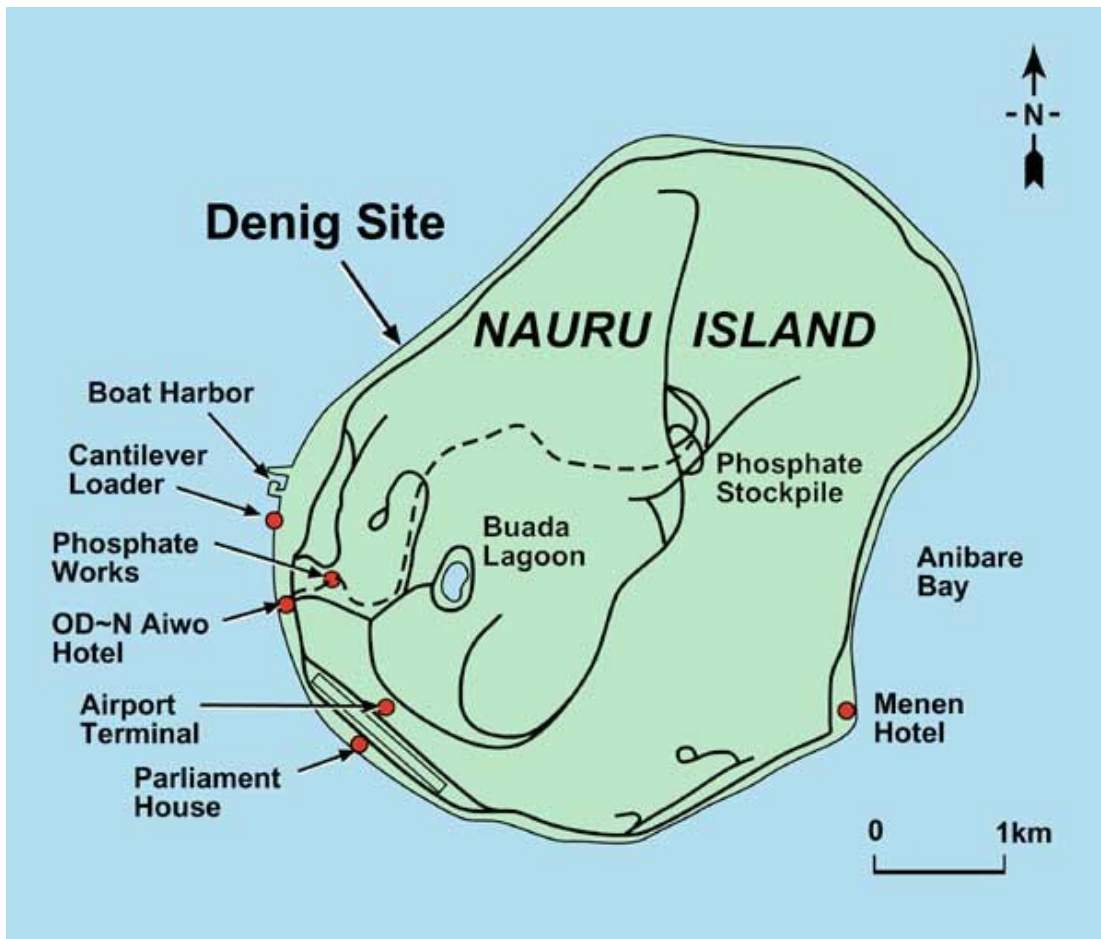 - N -
Denig Site
NAURU ISLAND
Boat Harbor
Cantilever
Loader
Phosphate
Stockpile
Buada
Lagoon
Phosphate
Works
Anibare
Bay
OD~N Aiwo
Hotel
Airport
Terminal
Menen
Hotel
Parliament
House
0 1km